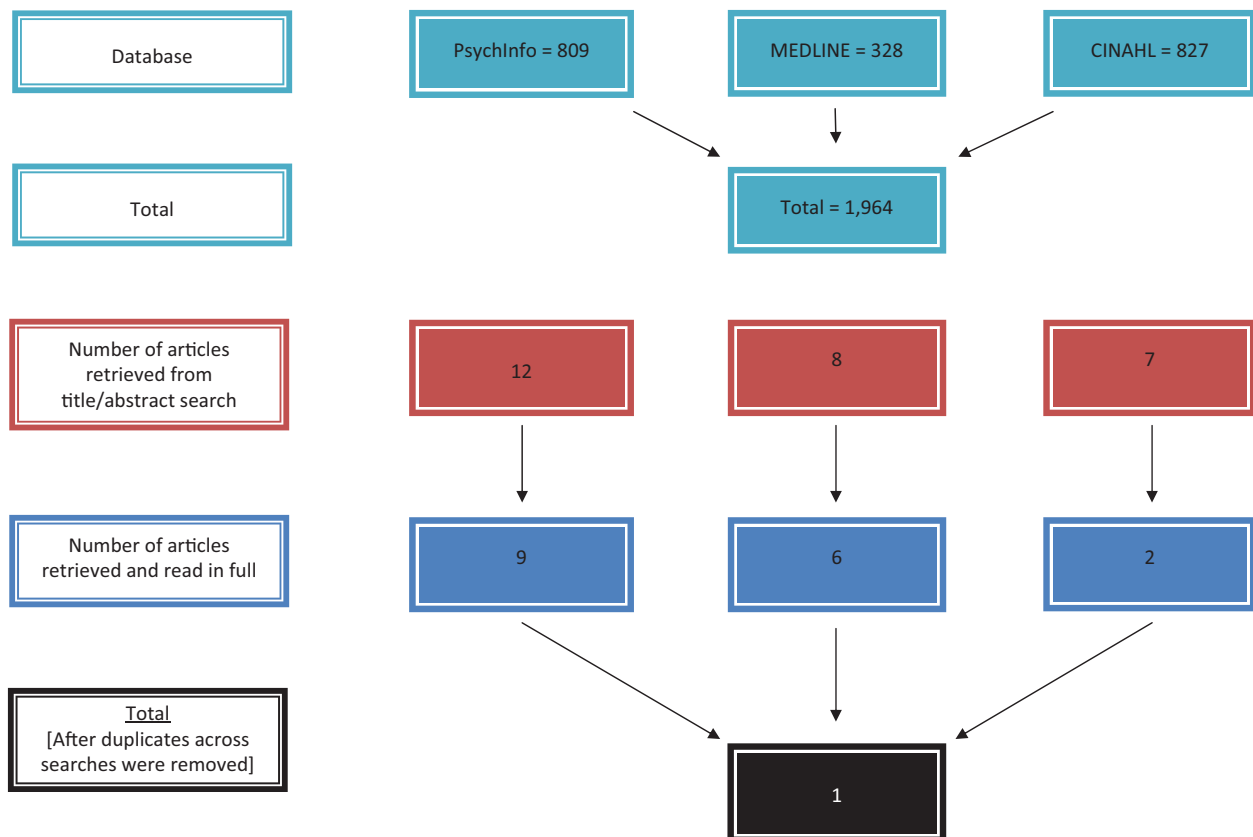 Database
PsychInfo = 809
MEDLINE = 328
CINAHL = 827
Total
Total = 1,964
Number of articles
retrieved from
title/abstract search
12
8
7
Number of articles
retrieved and read in full
9
6
2
Total
[After duplicates across
searches were removed]
1